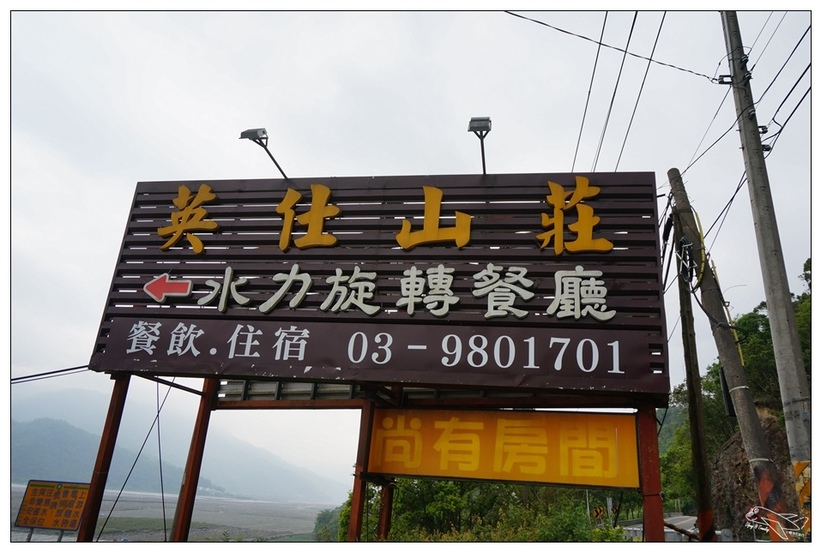 英仕山莊
水力旋轉餐廳
餐飲.住宿 03-9801701
尚有房間